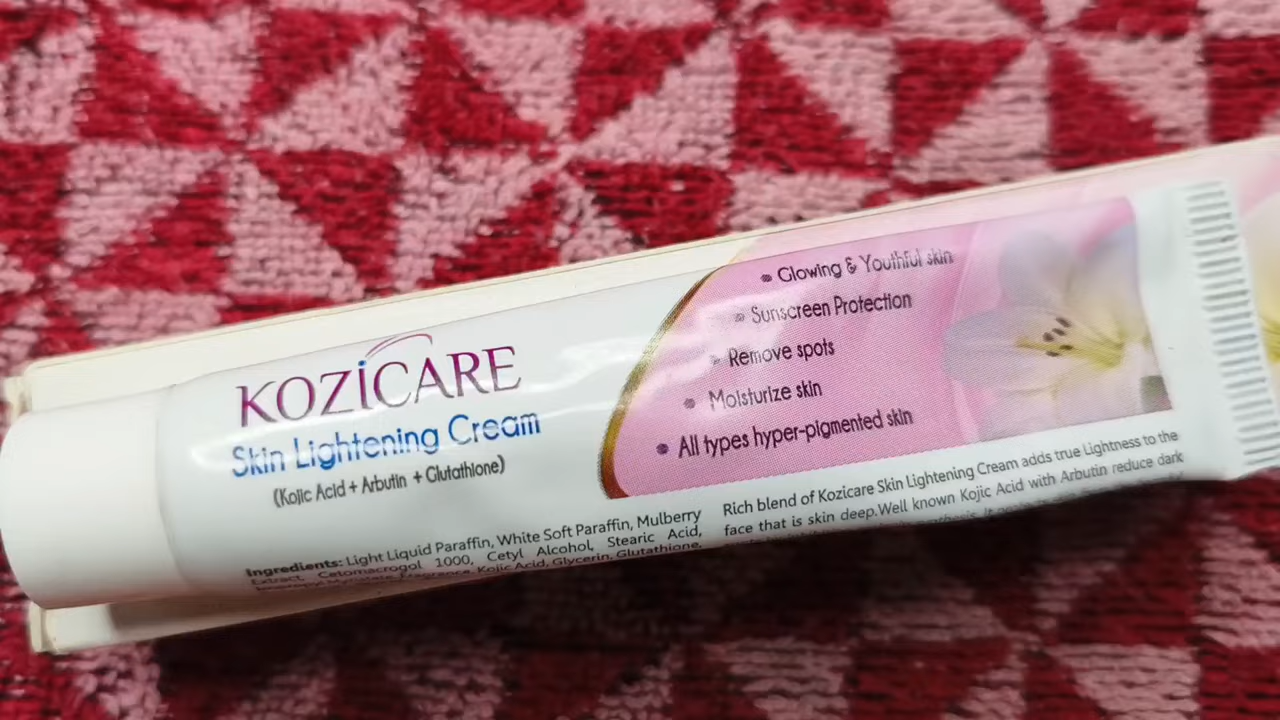 KOZICARE
Skin Lightening Cream
(Kojic Acid + Arbutin + Glutathione)
Glowing & Youthful skin
Sunscreen Protection
Remove spots
Moisturize skin
All types hyper-pigmented skin
Ingredients: Light Liquid Paraffin, White Soft Paraffin, Mulberry
Extract, Cetomacrogol 1000, Cetyl Alcohol, Stearic Acid,
Isopropyl Myristate, Fragrance, Kojic Acid, Glycerin, Glutathione,
Rich blend of Kozicare Skin Lightening Cream adds true Lightness to the
face that is skin deep.Well known Kojic Acid with Arbutin reduce dark